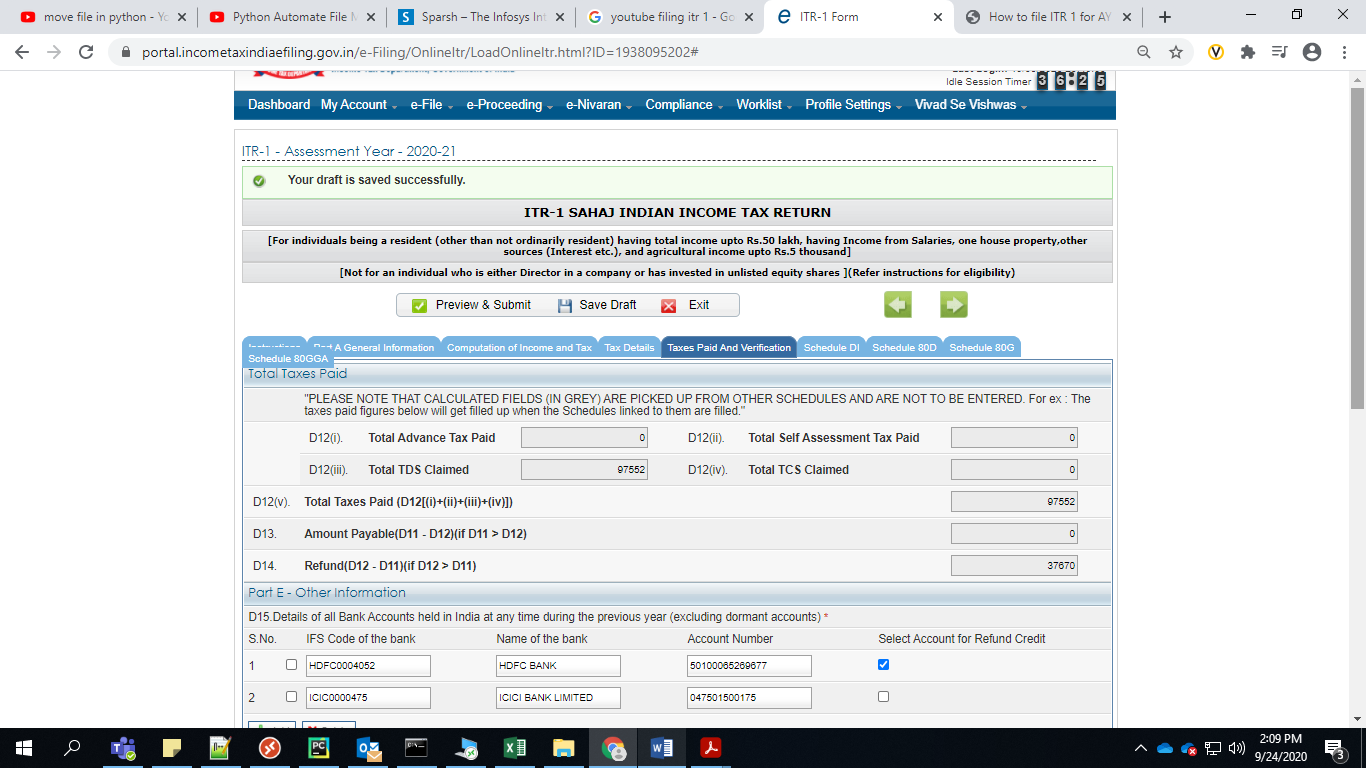 move file in python - Yo
Python Automate File M
Sparsh – The Infosys Int
youtube filing itr 1 - Go
ITR-1 Form
How to file ITR 1 for AY
portal.incometaxindiaefiling.gov.in/e-Filing/OnlineItr/LoadOnlineItr.html?ID=1938095202#
Idle Session Timer 3 6:2 5
Dashboard My Account e-File e-Proceeding e-Nivaran Compliance Worklist Profile Settings Vivad Se Vishwas
ITR-1 - Assessment Year - 2020-21
Your draft is saved successfully.
ITR-1 SAHAJ INDIAN INCOME TAX RETURN
[For individuals being a resident (other than not ordinarily resident) having total income upto Rs.50 lakh, having Income from Salaries, one house property,other
sources (Interest etc.), and agricultural income upto Rs.5 thousand]
[Not for an individual who is either Director in a company or has invested in unlisted equity shares ](Refer instructions for eligibility)
Preview & Submit Save Draft Exit
Instructions Part A General Information Computation of Income and Tax Tax Details Taxes Paid And Verification Schedule DI Schedule 80D Schedule 80G
Schedule 80GGA
Total Taxes Paid
"PLEASE NOTE THAT CALCULATED FIELDS (IN GREY) ARE PICKED UP FROM OTHER SCHEDULES AND ARE NOT TO BE ENTERED. For ex : The
taxes paid figures below will get filled up when the Schedules linked to them are filled."
D12(i). Total Advance Tax Paid 0 D12(ii). Total Self Assessment Tax Paid 0
D12(iii). Total TDS Claimed 97552 D12(iv). Total TCS Claimed 0
D12(v). Total Taxes Paid (D12[(i)+(ii)+(iii)+(iv)]) 97552
D13. Amount Payable(D11 - D12)(if D11 > D12) 0
D14. Refund(D12 - D11)(if D12 > D11) 37670
Part E - Other Information
D15.Details of all Bank Accounts held in India at any time during the previous year (excluding dormant accounts) *
S.No. IFS Code of the bank Name of the bank Account Number Select Account for Refund Credit
1 HDFC0004052 HDFC BANK 50100065269677
2 ICIC0000475 ICICI BANK LIMITED 047501500175
2:09 PM
9/24/2020
3